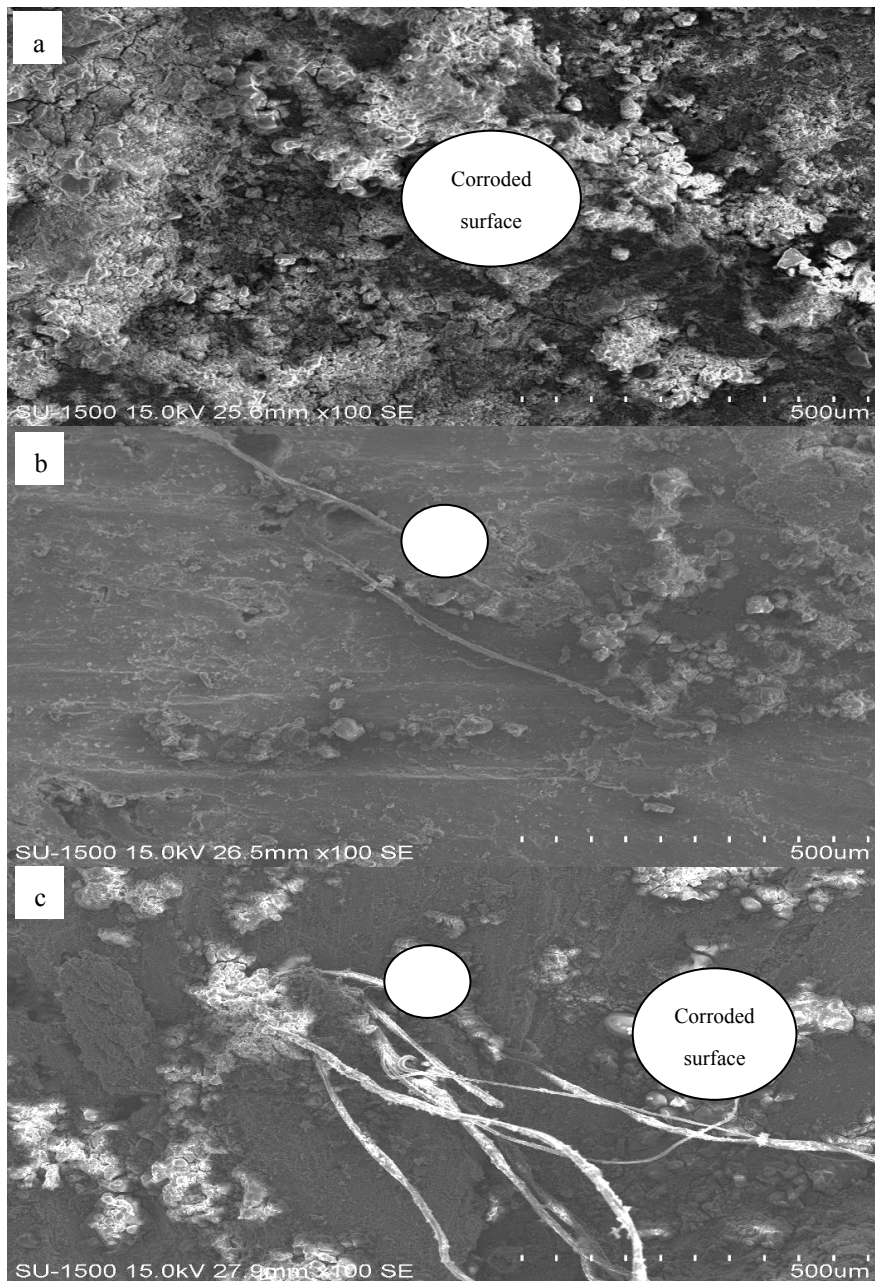 a
Corroded
surface
SU-1500 15.0kV 25.6mm x100 SE 500um
b
SU-1500 15.0kV 26.5mm x100 SE 500um
c
Corroded
surface
SU-1500 15.0kV 27.9mm x100 SE 500um